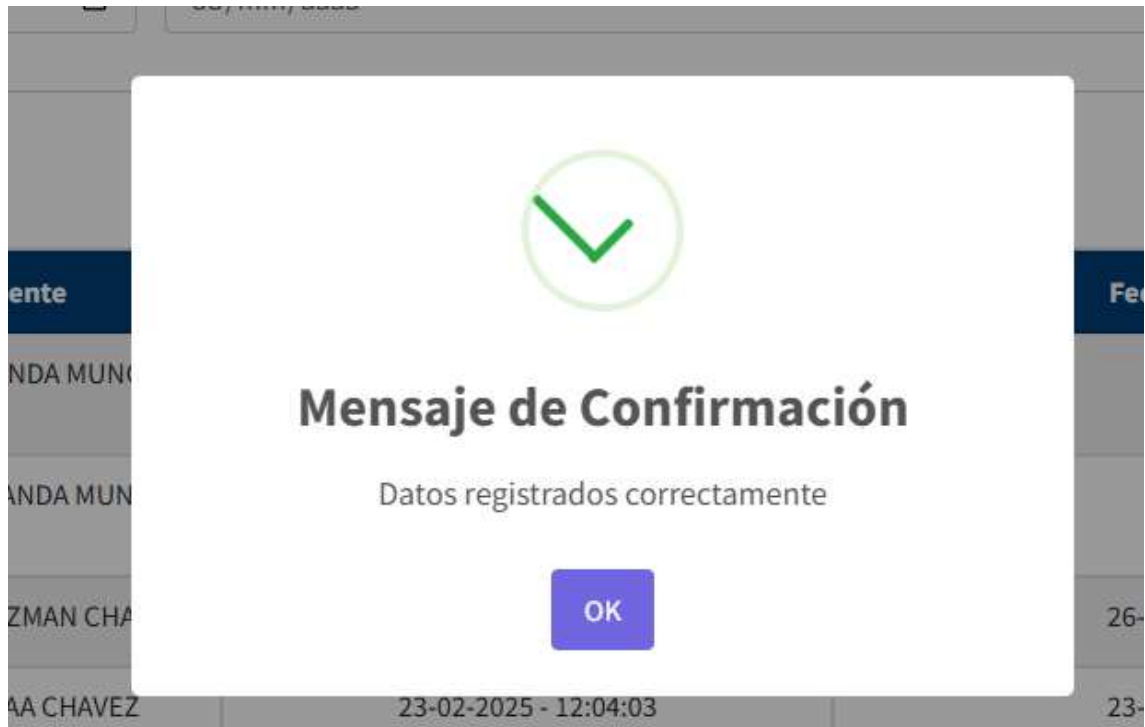 ente
Fe
NDA MUN
Mensaje de Confirmación
ANDA MUN
Datos registrados correctamente
ZMAN CHA
OK
26-
AA CHAVEZ
23-02-2025 - 12:04:03
23-